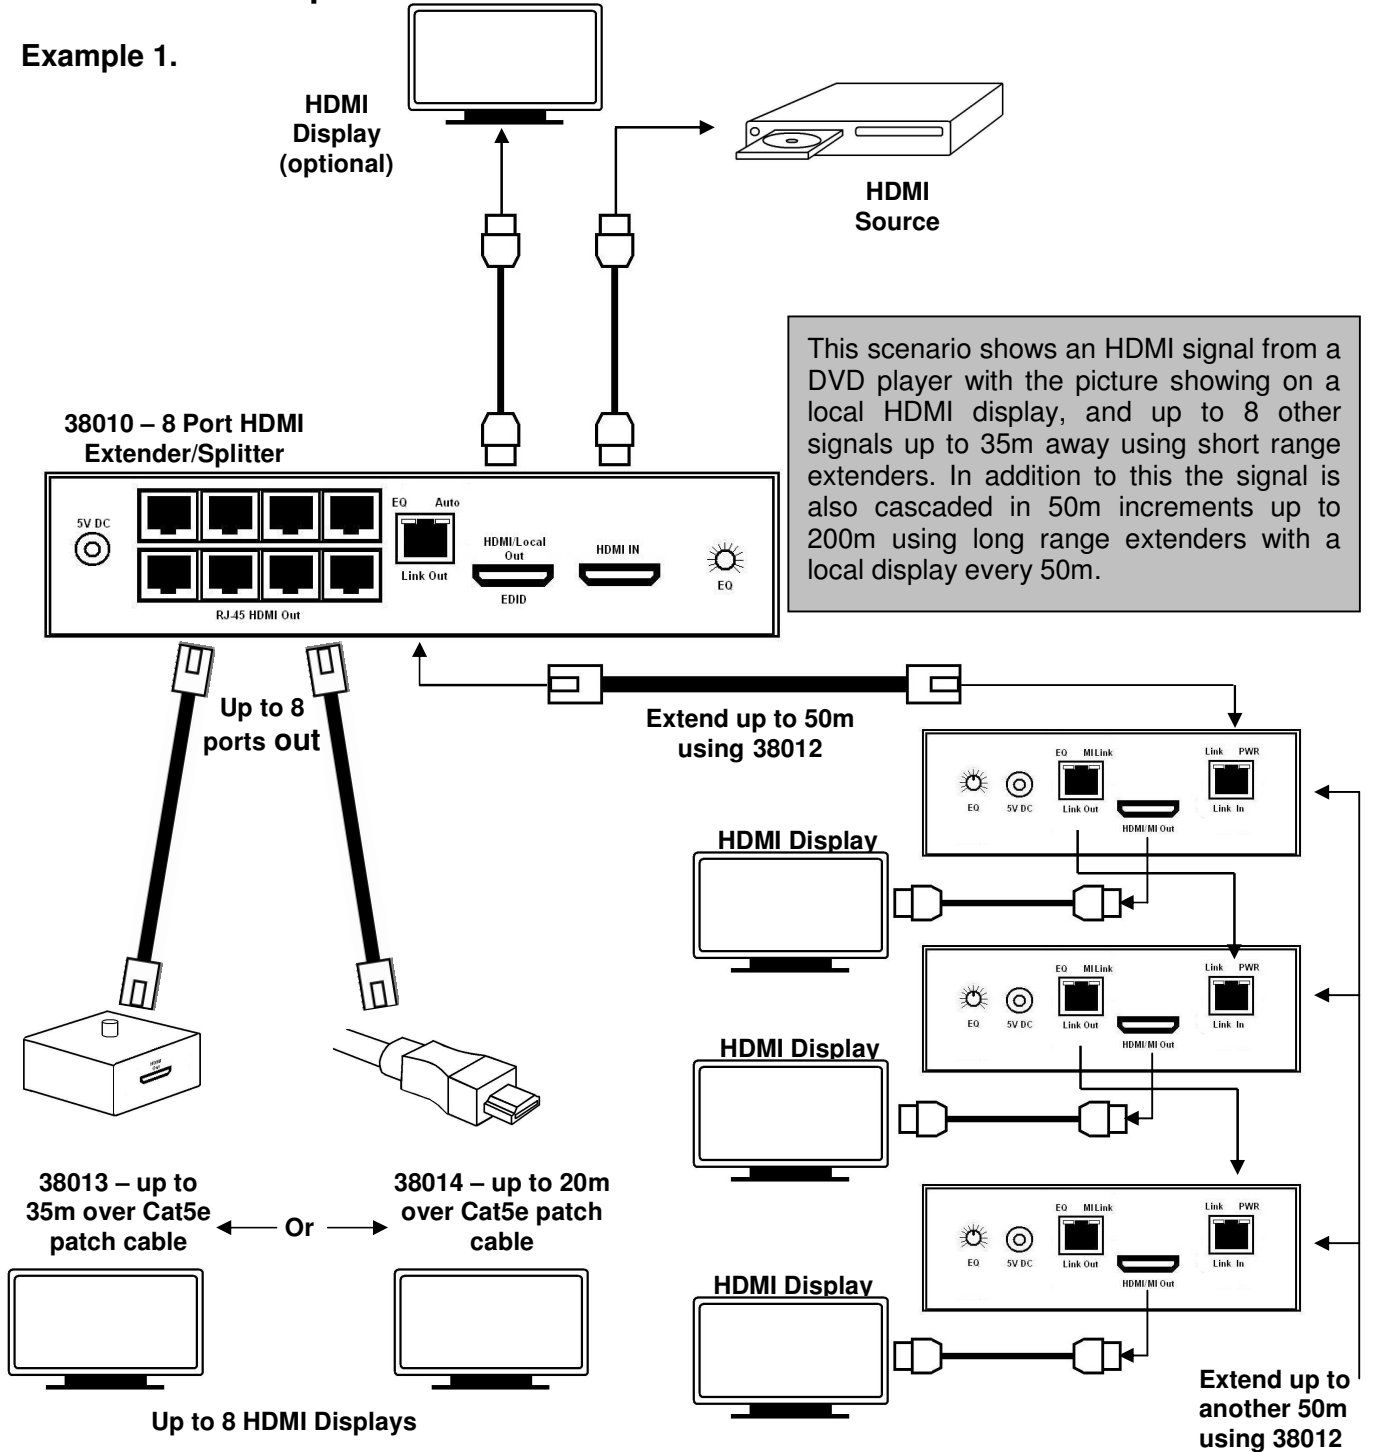 Example 1.
HDMI
Display
(optional)
HDMI
Source
This scenario shows an HDMI signal from a
DVD player with the picture showing on a
local HDMI display, and up to 8 other
signals up to 35m away using short range
extenders. In addition to this the signal is
also cascaded in 50m increments up to
200m using long range extenders with a
local display every 50m.
38010 – 8 Port HDMI
Extender/Splitter
5V DC
RJ-45 HDMI Out
EQ Auto
Link Out
HDMI/Local
Out
EDID
HDMI IN
EQ
Up to 8
ports out
Extend up to 50m
using 38012
EQ
5V DC
EQ MI Link
Link Out
HDMI/MI Out
Link PWR
Link In
HDMI Display
EQ
5V DC
EQ MI Link
Link Out
HDMI/MI Out
Link PWR
Link In
HDMI Display
HDMI
Out
38013 – up to
35m over Cat5e
patch cable
Or
38014 – up to 20m
over Cat5e patch
cable
EQ
5V DC
EQ MI Link
Link Out
HDMI/MI Out
Link PWR
Link In
HDMI Display
Up to 8 HDMI Displays
Extend up to
another 50m
using 38012